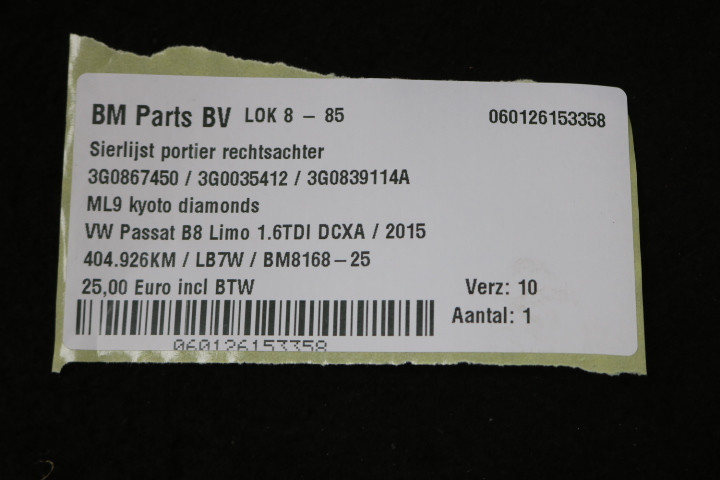 BM Parts BV LOK 8 - 85 060126153358
Sierlijst portier rechtsachter
3G0867450 / 3G0035412 / 3G0839114A
ML9 kyoto diamonds
VW Passat B8 Limo 1.6TDI DCXA / 2015
404.926KM / LB7W / BM8168-25
25,00 Euro incl BTW Verz: 10
Aantal: 1
060126153358